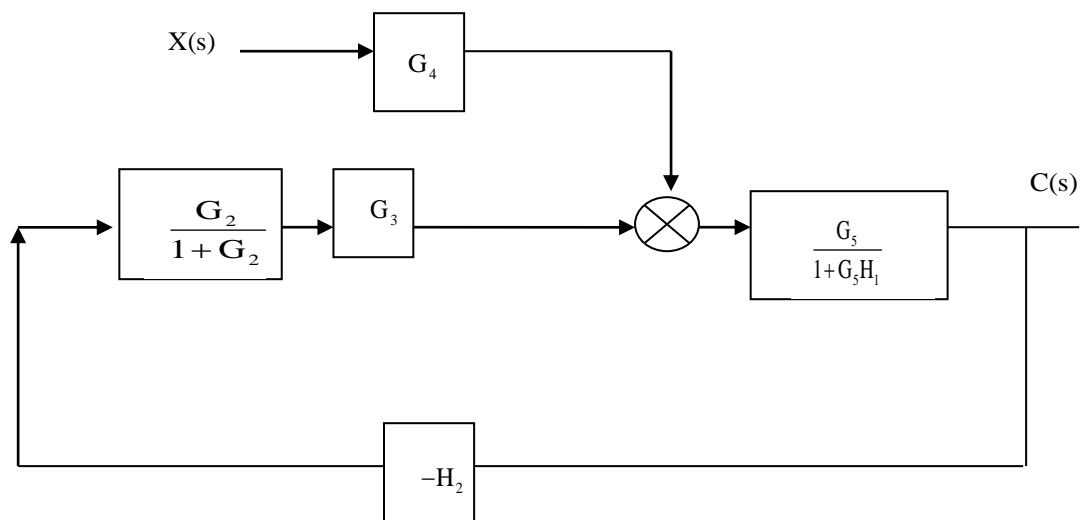 X(s)
G₄
C(s)
G₂
1 + G₂
G₃
G₅
1+G₅H₁
−H₂